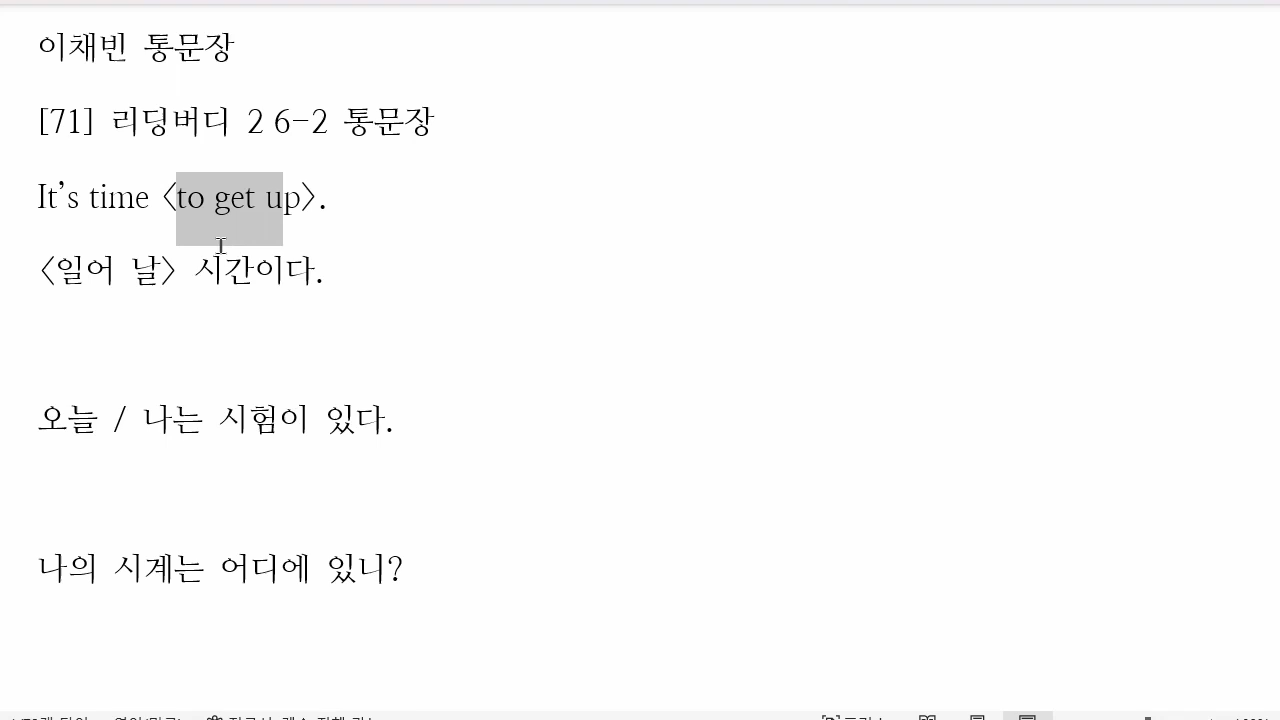 이채빈 통문장
[71] 리딩버디 2 6-2 통문장
It's time <to get up>.
<일어 날> 시간이다.
오늘 / 나는 시험이 있다.
나의 시계는 어디에 있니?